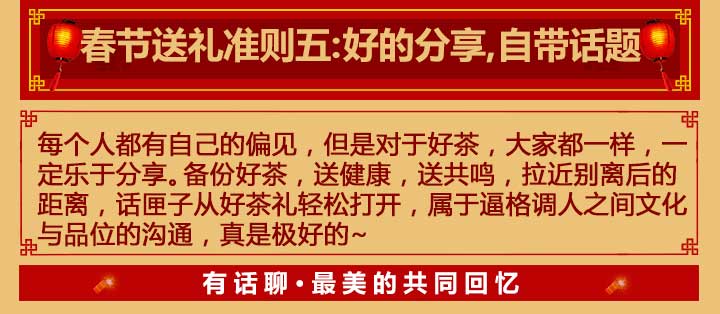 春节送礼准则五:好的分享,自带话题
每个人都有自己的偏见，但是对于好茶，大家都一样，一
定乐于分享。备份好茶，送健康，送共鸣，拉近别离后的
距离，话匣子从好茶礼轻松打开，属于逼格调人之间文化
与品位的沟通，真是极好的~
有话聊·最美的共同回忆